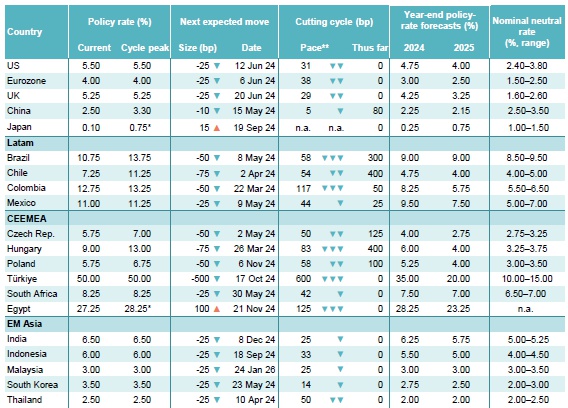 Country Policy rate (%) Next expected move Cutting cycle (bp) Year-end policy-rate forecasts (%) Nominal neutral rate (%, range)
Current Cycle peak Size (bp) Date Pace** Thus far 2024 2025
US 5.50 5.50 -25 ▼ 12 Jun 24 31 ▼▼ 0 4.75 4.00 2.40–3.80
Eurozone 4.00 4.00 -25 ▼ 6 Jun 24 38 ▼▼ 0 3.00 2.50 1.50–2.50
UK 5.25 5.25 -25 ▼ 20 Jun 24 29 ▼▼ 0 4.25 3.25 1.60–2.60
China 2.50 3.30 -10 ▼ 15 May 24 5 ▼ 80 2.25 2.15 2.50–3.50
Japan 0.10 0.75* 15 ▲ 19 Sep 24 n.a. n.a. 0 0.25 0.75 1.00–1.50
Latam
Brazil 10.75 13.75 -50 ▼ 8 May 24 58 ▼▼▼ 300 9.00 9.00 8.50–9.50
Chile 7.25 11.25 -75 ▼ 2 Apr 24 54 ▼▼ 400 4.75 4.50 4.00–5.00
Colombia 12.75 13.25 -50 ▼ 22 Mar 24 117 ▼▼▼ 50 8.25 5.75 5.50–6.50
Mexico 11.00 11.25 -25 ▼ 9 May 24 44 ▼ 25 9.50 7.50 5.00–7.00
CEEMEA
Czech Rep. 5.75 7.00 -50 ▼ 2 May 24 50 ▼▼ 125 4.00 2.75 2.75–3.25
Hungary 9.00 13.00 -75 ▼ 26 Mar 24 83 ▼▼▼ 400 6.00 4.00 3.25–3.75
Poland 5.75 6.75 -50 ▼ 6 Nov 24 58 ▼▼ 100 5.25 4.00 3.00–3.50
Türkiye 50.00 50.00 -500 ▼ 17 Oct 24 600 ▼▼▼ 0 35.00 20.00 10.00–15.00
South Africa 8.25 8.25 -25 ▼ 30 May 24 42 ▼ 0 7.50 7.00 6.50–7.00
Egypt 27.25 28.25* 100 ▲ 21 Nov 24 125 ▼▼▼ 0 28.25 23.25 n.a.
EM Asia
India 6.50 6.50 -25 ▼ 8 Dec 24 25 ▼ 0 6.25 5.75 5.00–5.25
Indonesia 6.00 6.00 -25 ▼ 18 Sep 24 33 ▼ 0 5.50 5.00 4.00–4.50
Malaysia 3.00 3.00 -25 ▼ 24 Jan 26 25 ▼ 0 3.00 3.00 3.00–3.50
South Korea 3.50 3.50 -25 ▼ 23 May 24 14 ▼ 0 2.75 2.50 2.00–3.00
Thailand 2.50 2.50 -25 ▼ 10 Apr 24 50 ▼▼ 0 2.00 2.00 2.00–2.50